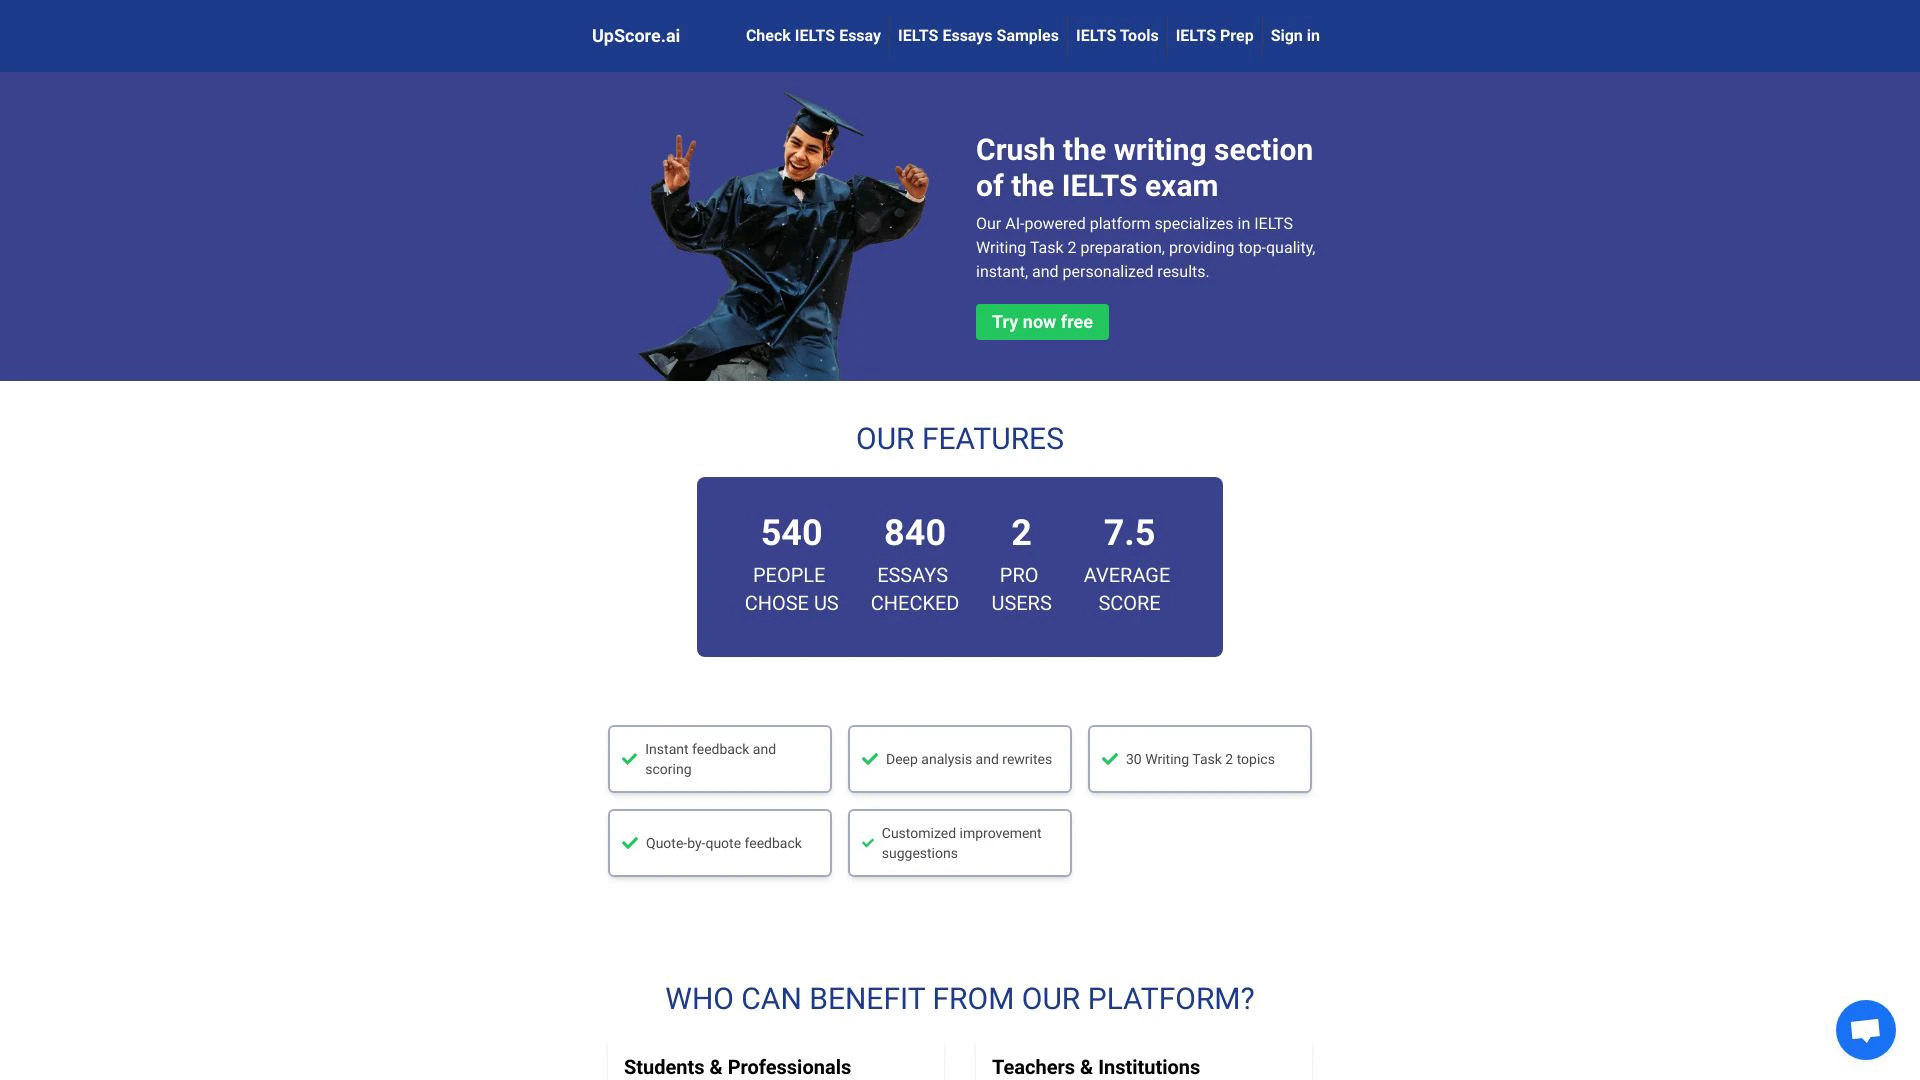 UpScore.ai
Check IELTS Essay
IELTS Essays Samples
IELTS Tools
IELTS Prep
Sign in
Crush the writing section
of the IELTS exam
Our AI-powered platform specializes in IELTS
Writing Task 2 preparation, providing top-quality,
instant, and personalized results.
Try now free
OUR FEATURES
540
PEOPLE
CHOSE US
840
ESSAYS
CHECKED
2
PRO
USERS
7.5
AVERAGE
SCORE
Instant feedback and
scoring
Deep analysis and rewrites
30 Writing Task 2 topics
Quote-by-quote feedback
Customized improvement
suggestions
WHO CAN BENEFIT FROM OUR PLATFORM?
Students & Professionals
Teachers & Institutions